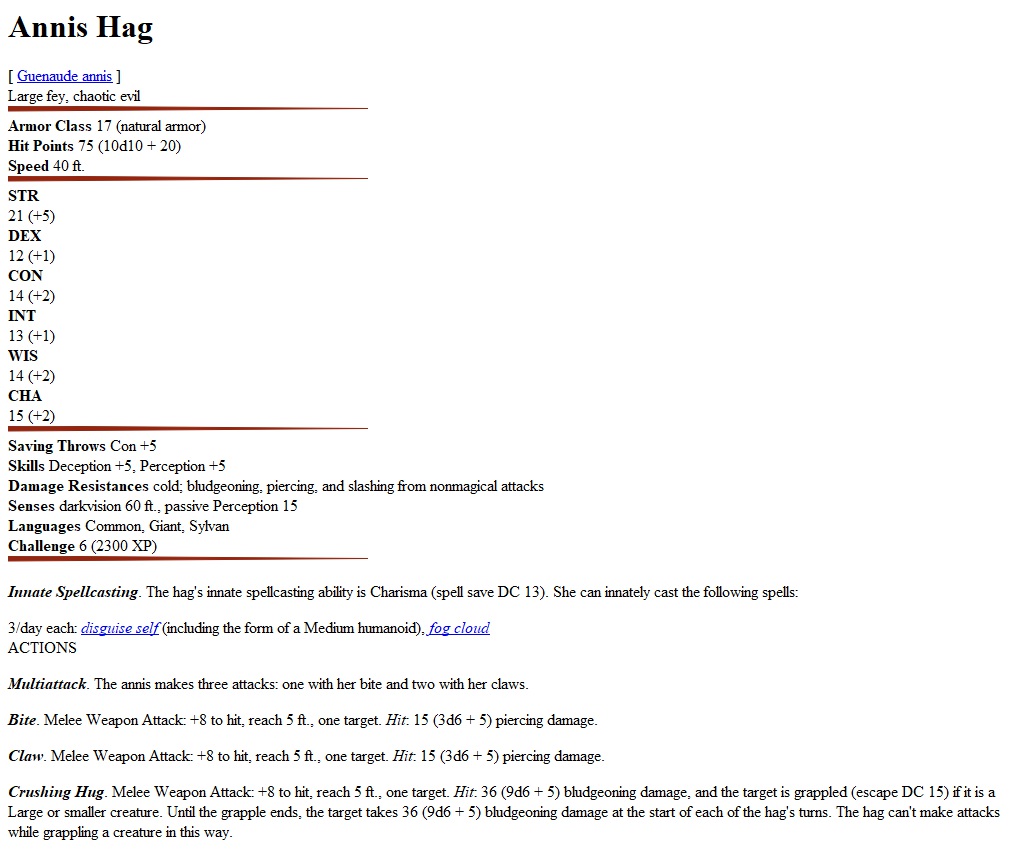 Annis Hag
[ Guenaude annis ]
Large fey, chaotic evil
Armor Class 17 (natural armor)
Hit Points 75 (10d10 + 20)
Speed 40 ft.
STR
21 (+5)
DEX
12 (+1)
CON
14 (+2)
INT
13 (+1)
WIS
14 (+2)
CHA
15 (+2)
Saving Throws Con +5
Skills Deception +5, Perception +5
Damage Resistances cold; bludgeoning, piercing, and slashing from nonmagical attacks
Senses darkvision 60 ft., passive Perception 15
Languages Common, Giant, Sylvan
Challenge 6 (2300 XP)
Innate Spellcasting. The hag's innate spellcasting ability is Charisma (spell save DC 13). She can innately cast the following spells:
3/day each: disguise self (including the form of a Medium humanoid), fog cloud
ACTIONS
Multiattack. The annis makes three attacks: one with her bite and two with her claws.
Bite. Melee Weapon Attack: +8 to hit, reach 5 ft., one target. Hit: 15 (3d6 + 5) piercing damage.
Claw. Melee Weapon Attack: +8 to hit, reach 5 ft., one target. Hit: 15 (3d6 + 5) piercing damage.
Crushing Hug. Melee Weapon Attack: +8 to hit, reach 5 ft., one target. Hit: 36 (9d6 + 5) bludgeoning damage, and the target is grappled (escape DC 15) if it is a
Large or smaller creature. Until the grapple ends, the target takes 36 (9d6 + 5) bludgeoning damage at the start of each of the hag's turns. The hag can't make attacks
while grappling a creature in this way.